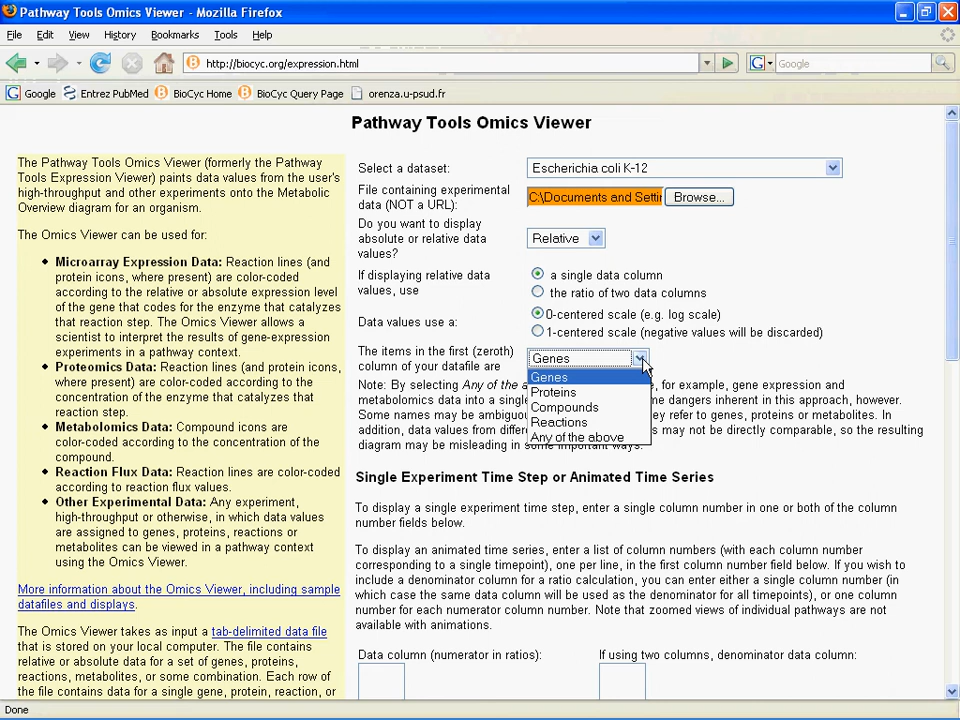 Pathway Tools Omics Viewer - Mozilla Firefox
File Edit View History Bookmarks Tools Help
http://biocyc.org/expression.html
Google
Google Entrez PubMed BioCyc Home BioCyc Query Page orenza.u-psud.fr
Pathway Tools Omics Viewer
The Pathway Tools Omics Viewer (formerly the Pathway
Tools Expression Viewer) paints data values from the user's
high-throughput and other experiments onto the Metabolic
Overview diagram for an organism.
The Omics Viewer can be used for:
Microarray Expression Data: Reaction lines (and
protein icons, where present) are color-coded
according to the relative or absolute expression level
of the gene that codes for the enzyme that catalyzes
that reaction step. The Omics Viewer allows a
scientist to interpret the results of gene-expression
experiments in a pathway context.
Proteomics Data: Reaction lines (and protein icons,
where present) are color-coded according to the
concentration of the enzyme that catalyzes that
reaction step.
Metabolomics Data: Compound icons are
color-coded according to the concentration of the
compound.
Reaction Flux Data: Reaction lines are color-coded
according to reaction flux values.
Other Experimental Data: Any experiment,
high-throughput or otherwise, in which data values
are assigned to genes, proteins, reactions or
metabolites can be viewed in a pathway context
using the Omics Viewer.
More information about the Omics Viewer, including sample
datafiles and displays.
The Omics Viewer takes as input a tab-delimited data file
that is stored on your local computer. The file contains
relative or absolute data for a set of genes, proteins,
reactions, metabolites, or some combination. Each row of
the file contains data for a single gene, protein, reaction, or
Select a dataset: Escherichia coli K-12
File containing experimental
data (NOT a URL): C:\Documents and Settin Browse...
Do you want to display
absolute or relative data
values? Relative
If displaying relative data
values, use
a single data column
the ratio of two data columns
Data values use a:
0-centered scale (e.g. log scale)
1-centered scale (negative values will be discarded)
The items in the first (zeroth)
column of your datafile are
Genes
Genes
Proteins
Compounds
Reactions
Any of the above
Note: By selecting Any of the a , for example, gene expression and
metabolomics data into a singl e dangers inherent in this approach, however.
Some names may be ambiguou ey refer to genes, proteins or metabolites. In
addition, data values from differe s may not be directly comparable, so the resulting
diagram may be misleading in some important ways.
Single Experiment Time Step or Animated Time Series
To display a single experiment time step, enter a single column number in one or both of the column
number fields below.
To display an animated time series, enter a list of column numbers (with each column number
corresponding to a single timepoint), one per line, in the first column number field below. If you wish to
include a denominator column for a ratio calculation, you can enter either a single column number (in
which case the same data column will be used as the denominator for all timepoints), or one column
number for each numerator column number. Note that zoomed views of individual pathways are not
available with animations.
Data column (numerator in ratios): If using two columns, denominator data column:
Done